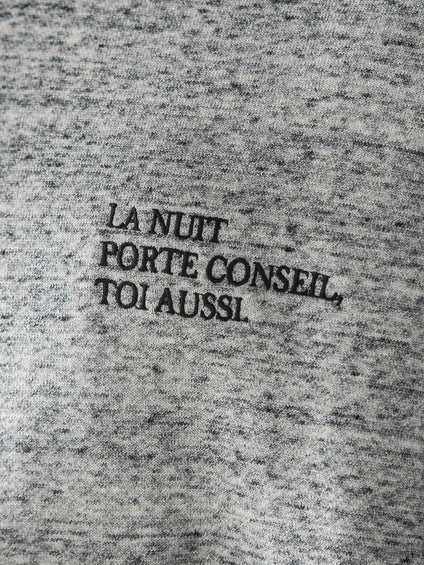 LA NUIT
PORTE CONSEIL,
TOI AUSSI.